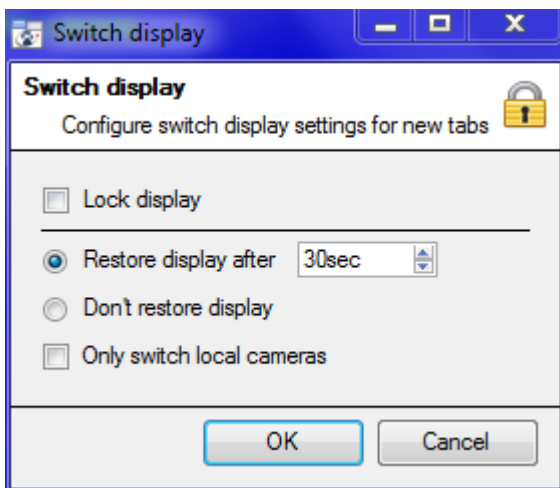 Switch display
Switch display
Configure switch display settings for new tabs
Lock display
Restore display after 30sec
Don't restore display
Only switch local cameras
OK Cancel